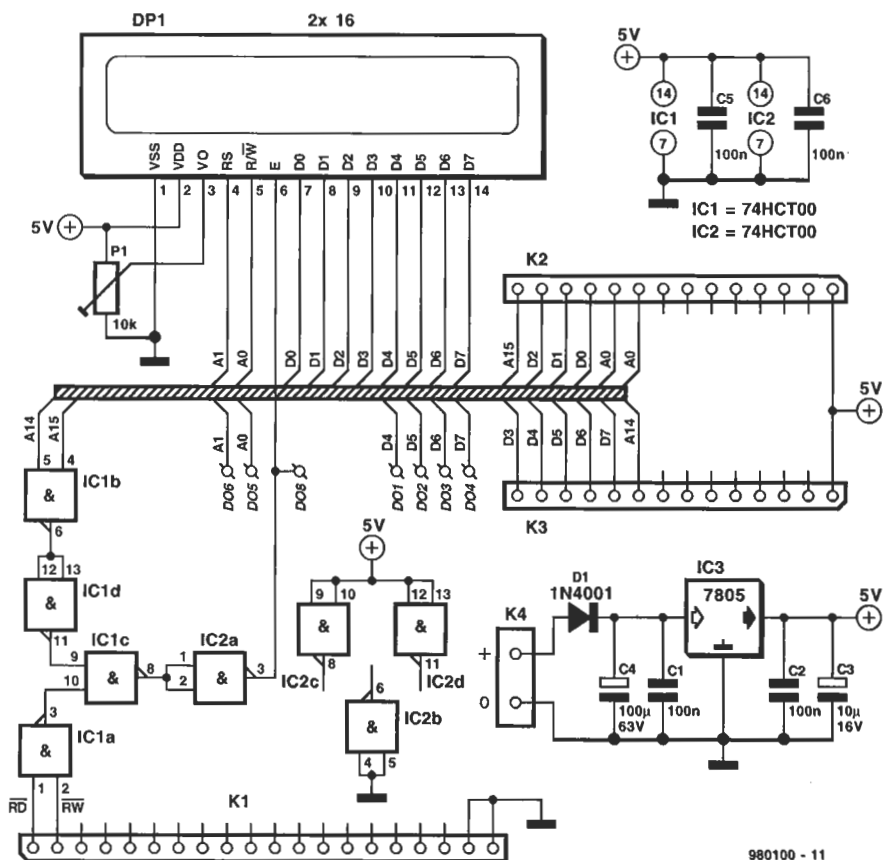 DP1
2x 16
VSS
VDD
VO
RS
R/W̅
E
D0
D1
D2
D3
D4
D5
D6
D7
1
2
3
4
5
6
7
8
9
10
11
12
13
14
5V
P1
10k
5V
14
IC1
7
C5
100n
14
IC2
7
C6
100n
IC1 = 74HCT00
IC2 = 74HCT00
K2
A1
A0
D0
D1
D2
D3
D4
D5
D6
D7
A15
D2
D1
D0
A0
A0
5V
A14
A15
A1
A0
D4
D5
D6
D7
D3
D4
D5
D6
D7
A14
DO6
DO5
DO8
DO1
DO2
DO3
DO4
K3
5
4
&
IC1b
6
12
13
&
IC1d
11
9
10
IC1c
&
8
1
2
IC2a
&
3
3
&
IC1a
1
2
R̅D̅
R̅W̅
K1
5V
9
10
&
8
IC2c
12
13
&
11
IC2d
6
&
IC2b
4
5
K4
+
0
D1
1N4001
IC3
7805
5V
C4
100µ
63V
C1
100n
C2
100n
C3
10µ
16V
980100 - 11